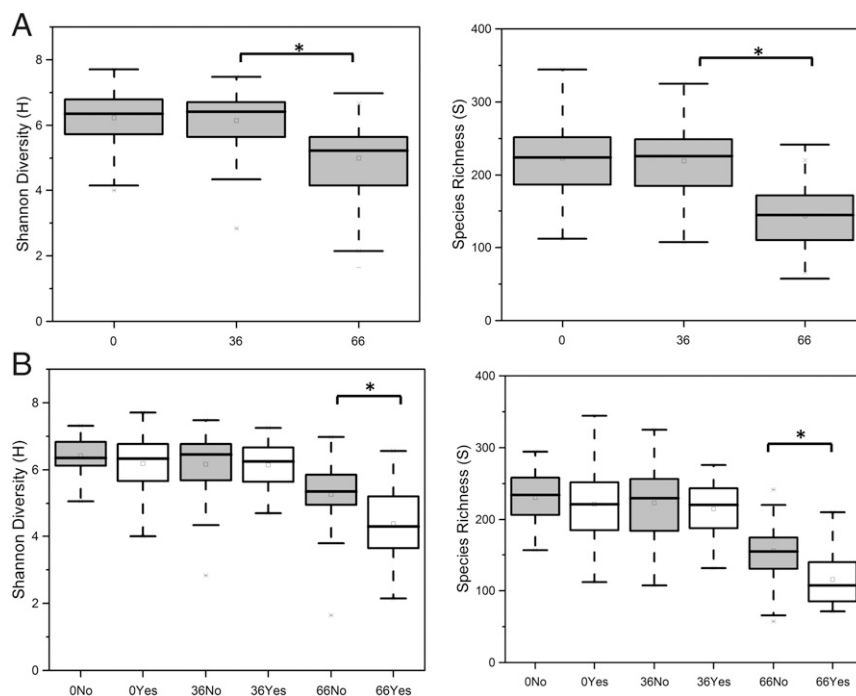 A
Shannon Diversity (H)
8
6
4
2
0
*
0 36 66
Species Richness (S)
400
300
200
100
0
*
0 36 66
B
Shannon Diversity (H)
8
6
4
2
0
*
0No 0Yes 36No 36Yes 66No 66Yes
Species Richness (S)
400
300
200
100
0
*
0No 0Yes 36No 36Yes 66No 66Yes